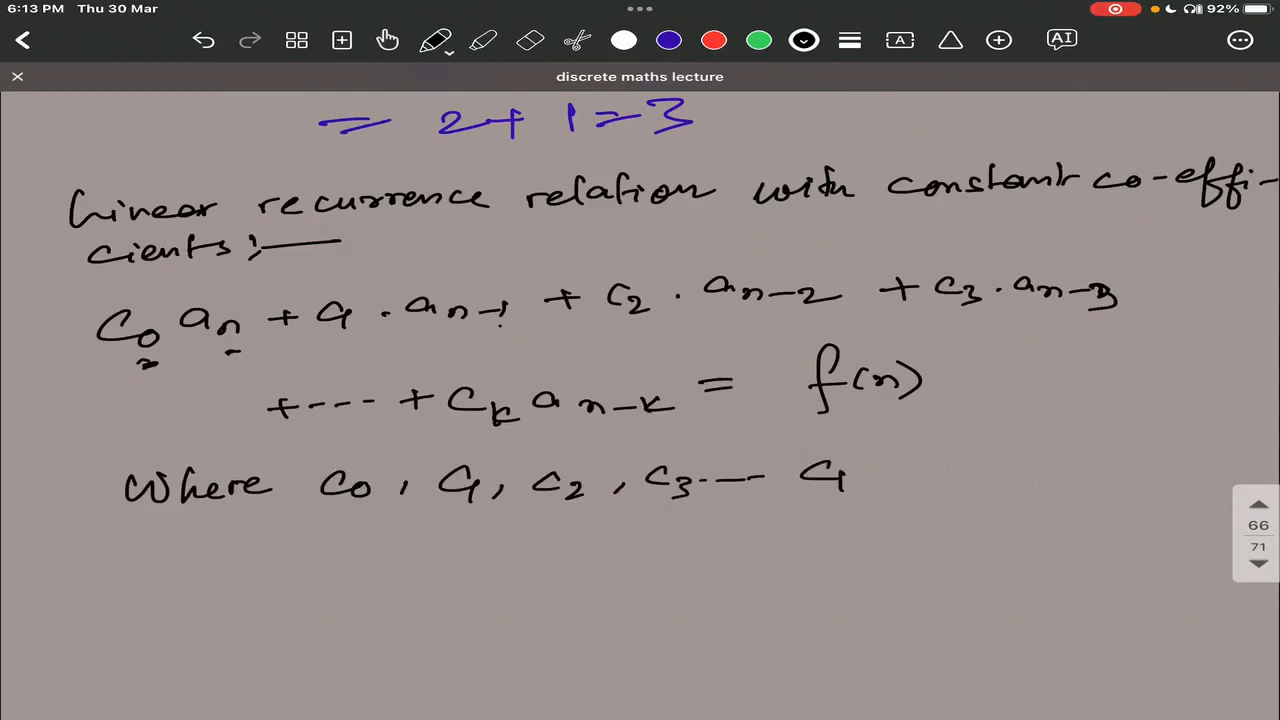 6:13 PM Thu 30 Mar
92%
A
AI
discrete maths lecture
= 2 + 1 = 3
Linear recurrence relation with constant co-effi-
cients :—
C₀ aₙ + C₁ . aₙ₋₁ + C₂ . aₙ₋₂ + C₃ . aₙ₋₃
+ --- + Cₖ aₙ₋ₖ = f(n)
Where C₀, C₁, C₂, C₃ ---- C₁
66
71